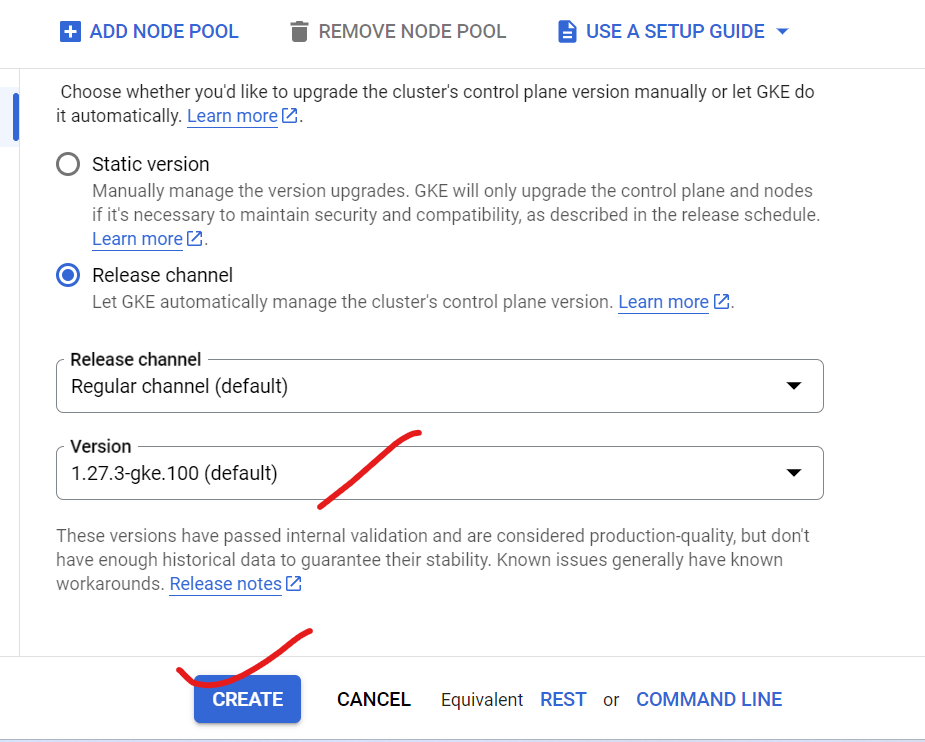 ADD NODE POOL REMOVE NODE POOL USE A SETUP GUIDE
Choose whether you'd like to upgrade the cluster's control plane version manually or let GKE do
it automatically. Learn more.
Static version
Manually manage the version upgrades. GKE will only upgrade the control plane and nodes
if it's necessary to maintain security and compatibility, as described in the release schedule.
Learn more.
Release channel
Let GKE automatically manage the cluster's control plane version. Learn more.
Release channel
Regular channel (default)
Version
1.27.3-gke.100 (default)
These versions have passed internal validation and are considered production-quality, but don't
have enough historical data to guarantee their stability. Known issues generally have known
workarounds. Release notes
CREATE CANCEL Equivalent REST or COMMAND LINE